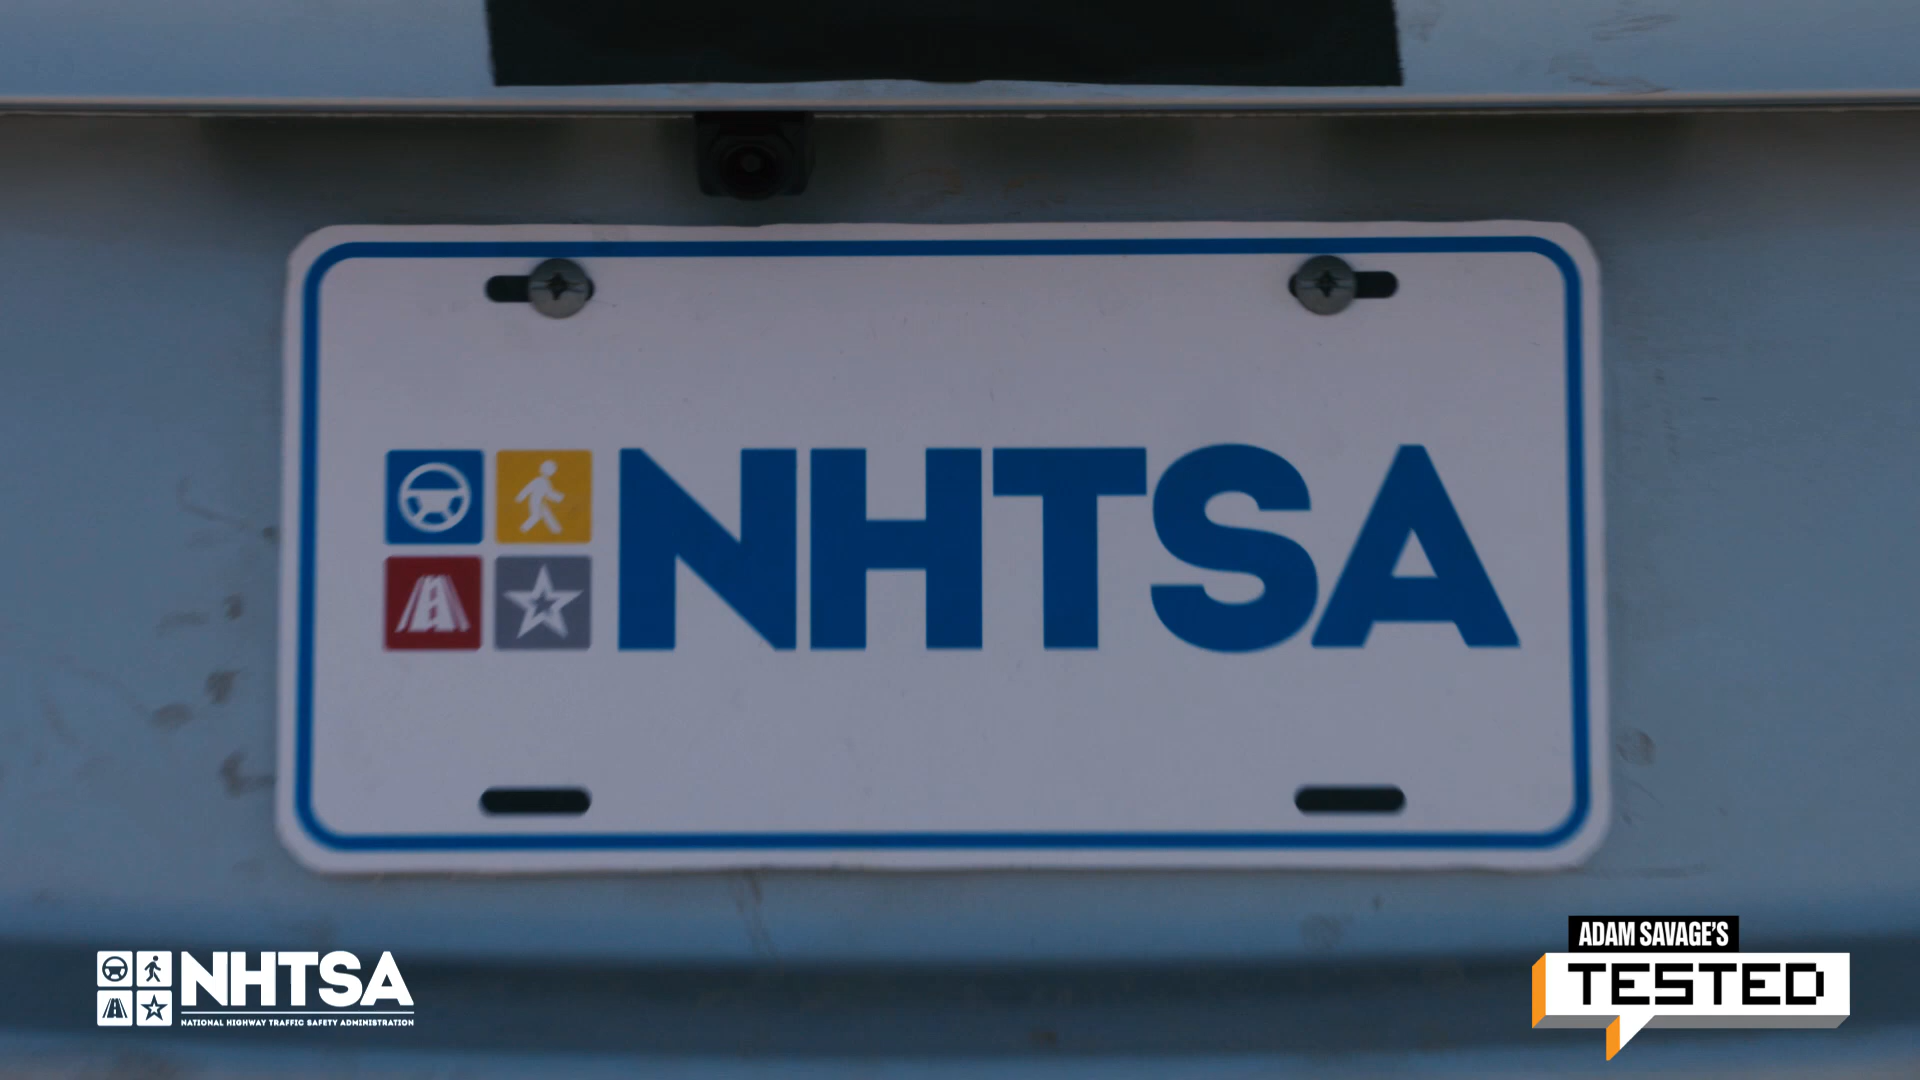 NHTSA
NHTSA
NATIONAL HIGHWAY TRAFFIC SAFETY ADMINISTRATION
ADAM SAVAGE'S
TESTED